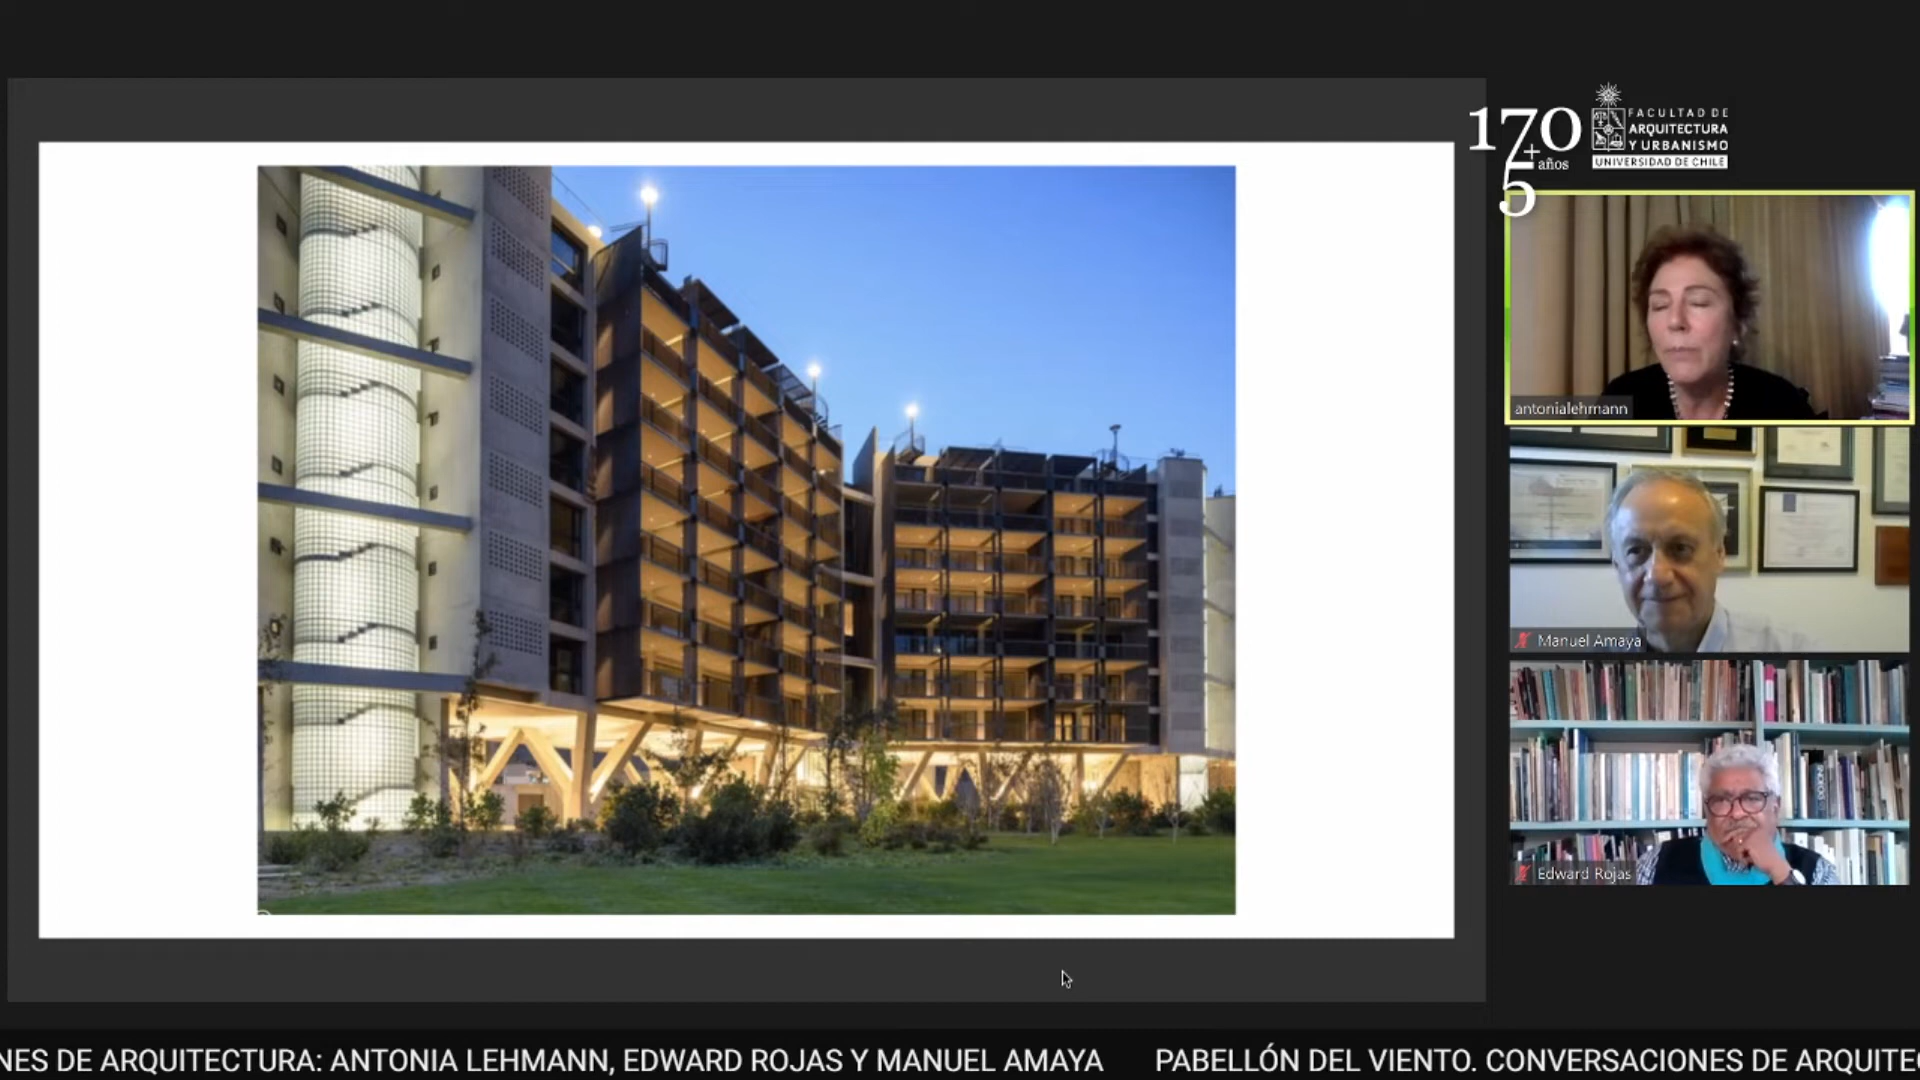 170
+
5
años
FACULTAD DE
ARQUITECTURA
Y URBANISMO
UNIVERSIDAD DE CHILE
antonialehmann
Manuel Amaya
Edward Rojas
NES DE ARQUITECTURA: ANTONIA LEHMANN, EDWARD ROJAS Y MANUEL AMAYA PABELLÓN DEL VIENTO. CONVERSACIONES DE ARQUITEC